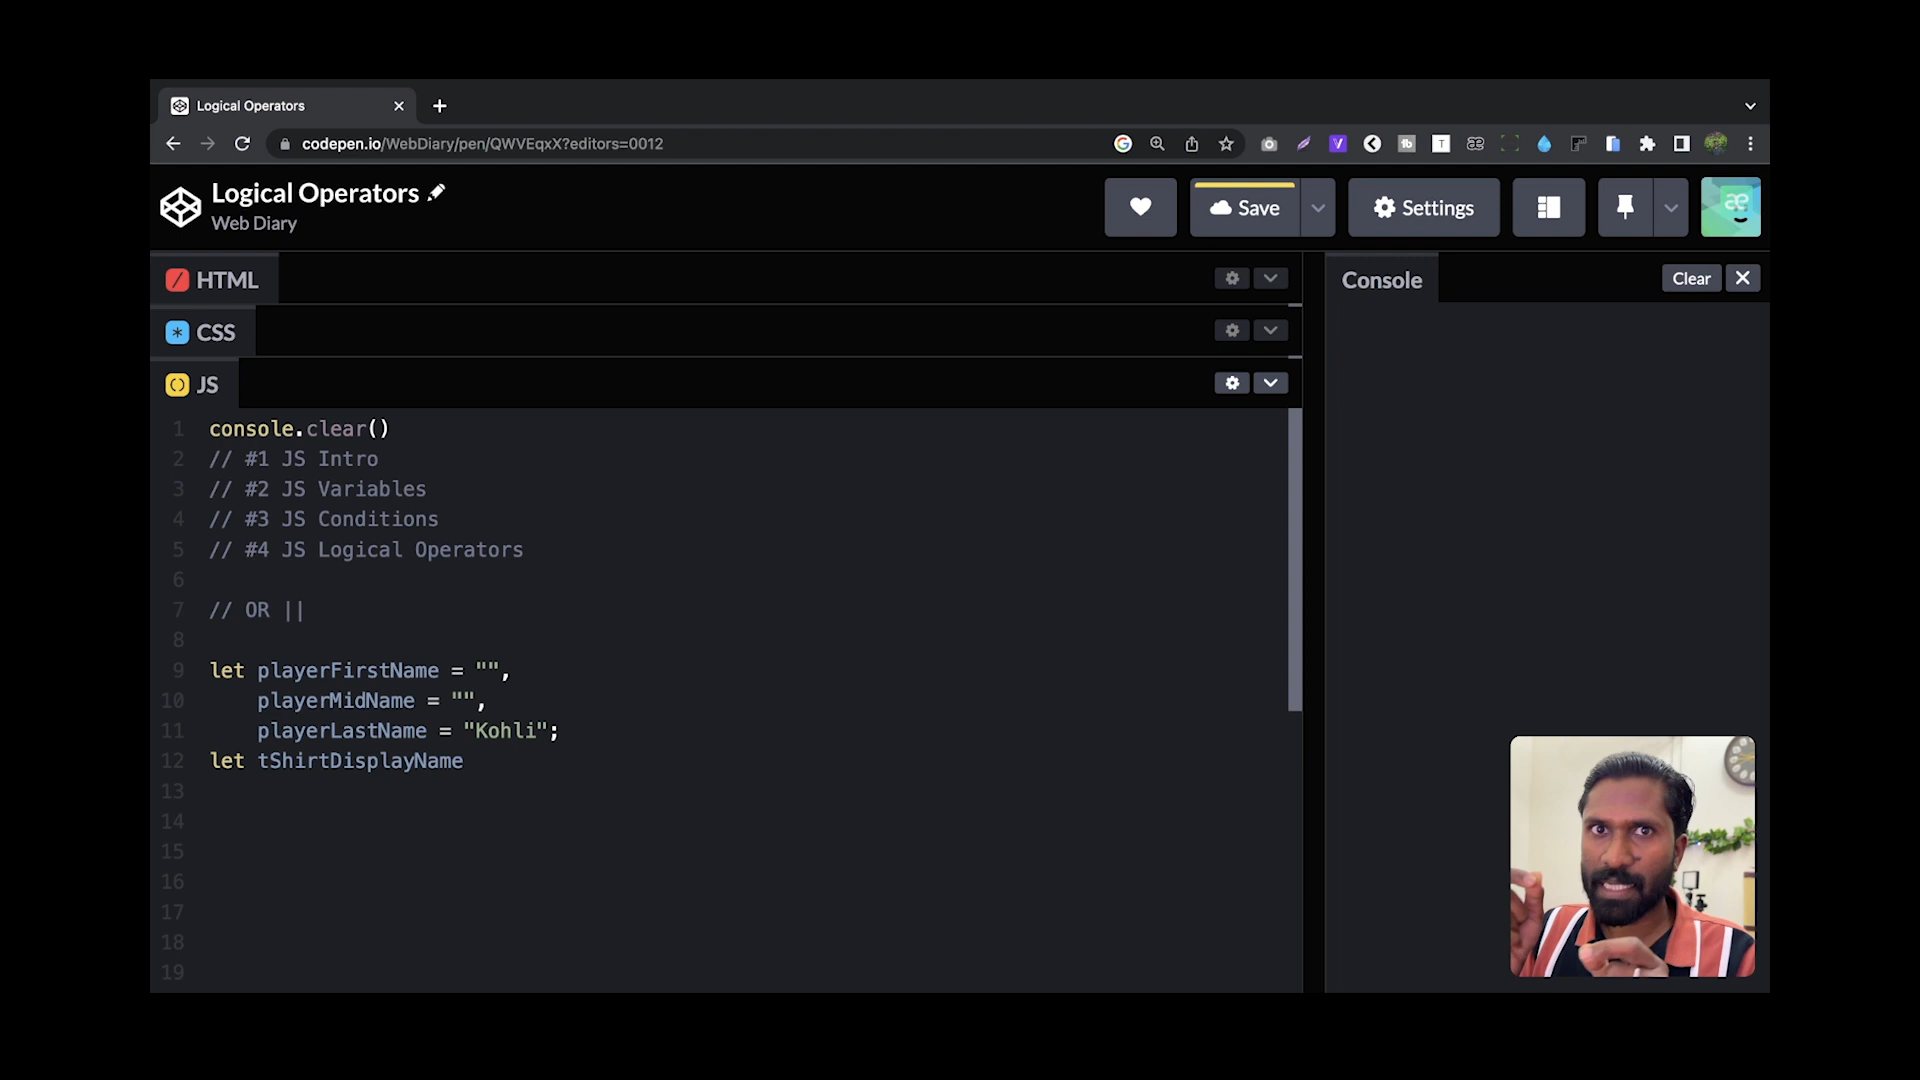 Logical Operators
codepen.io/WebDiary/pen/QWVEqxX?editors=0012
Logical Operators
Web Diary
Save
Settings
HTML
CSS
JS
Console
Clear
1 console.clear()
2 // #1 JS Intro
3 // #2 JS Variables
4 // #3 JS Conditions
5 // #4 JS Logical Operators
6
7 // OR ||
8
9 let playerFirstName = "",
10 playerMidName = "",
11 playerLastName = "Kohli";
12 let tShirtDisplayName
13
14
15
16
17
18
19